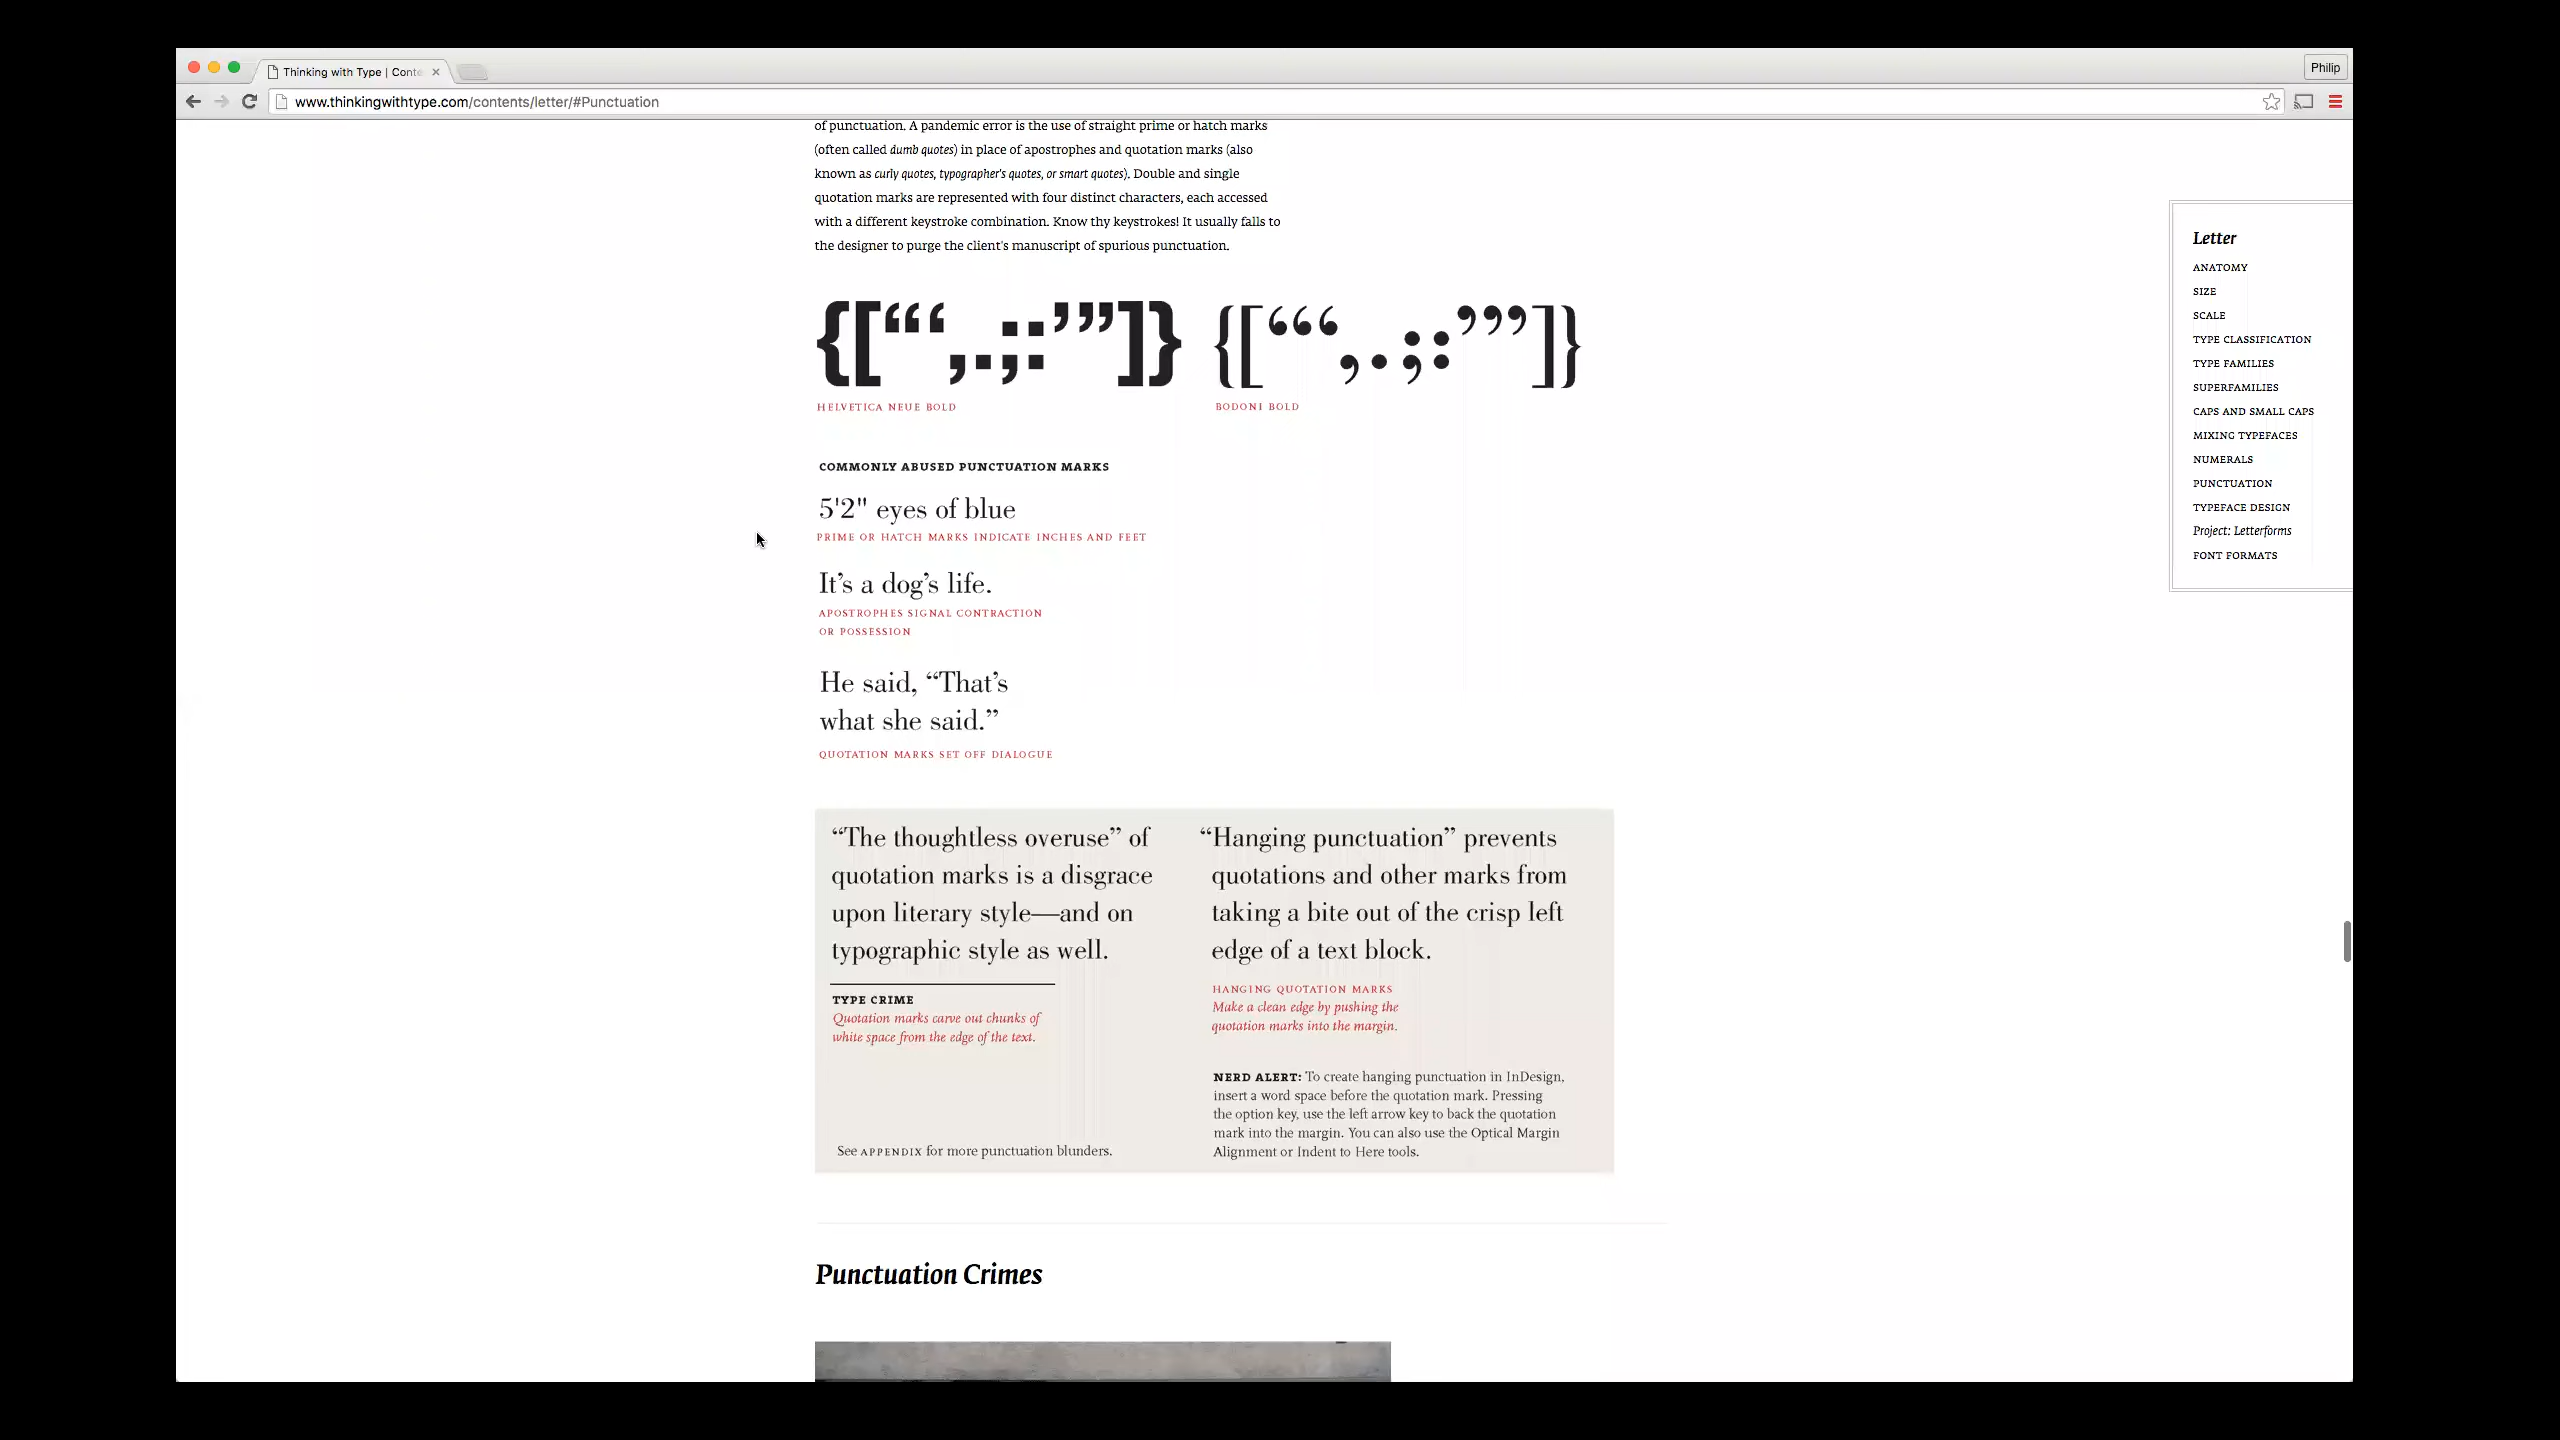 Thinking with Type | Conte
Philip
www.thinkingwithtype.com/contents/letter/#Punctuation
of punctuation. A pandemic error is the use of straight prime or hatch marks
(often called dumb quotes) in place of apostrophes and quotation marks (also
known as curly quotes, typographer's quotes, or smart quotes). Double and single
quotation marks are represented with four distinct characters, each accessed
with a different keystroke combination. Know thy keystrokes! It usually falls to
the designer to purge the client's manuscript of spurious punctuation.
{[“‘,.;:’”]} {[“‘,.;:’”]}
HELVETICA NEUE BOLD
BODONI BOLD
COMMONLY ABUSED PUNCTUATION MARKS
5'2" eyes of blue
PRIME OR HATCH MARKS INDICATE INCHES AND FEET
It’s a dog’s life.
APOSTROPHES SIGNAL CONTRACTION
OR POSSESSION
He said, “That’s
what she said.”
QUOTATION MARKS SET OFF DIALOGUE
“The thoughtless overuse” of
quotation marks is a disgrace
upon literary style—and on
typographic style as well.
TYPE CRIME
Quotation marks carve out chunks of
white space from the edge of the text.
See APPENDIX for more punctuation blunders.
“Hanging punctuation” prevents
quotations and other marks from
taking a bite out of the crisp left
edge of a text block.
HANGING QUOTATION MARKS
Make a clean edge by pushing the
quotation marks into the margin.
NERD ALERT: To create hanging punctuation in InDesign,
insert a word space before the quotation mark. Pressing
the option key, use the left arrow key to back the quotation
mark into the margin. You can also use the Optical Margin
Alignment or Indent to Here tools.
Punctuation Crimes
Letter
ANATOMY
SIZE
SCALE
TYPE CLASSIFICATION
TYPE FAMILIES
SUPERFAMILIES
CAPS AND SMALL CAPS
MIXING TYPEFACES
NUMERALS
PUNCTUATION
TYPEFACE DESIGN
Project: Letterforms
FONT FORMATS